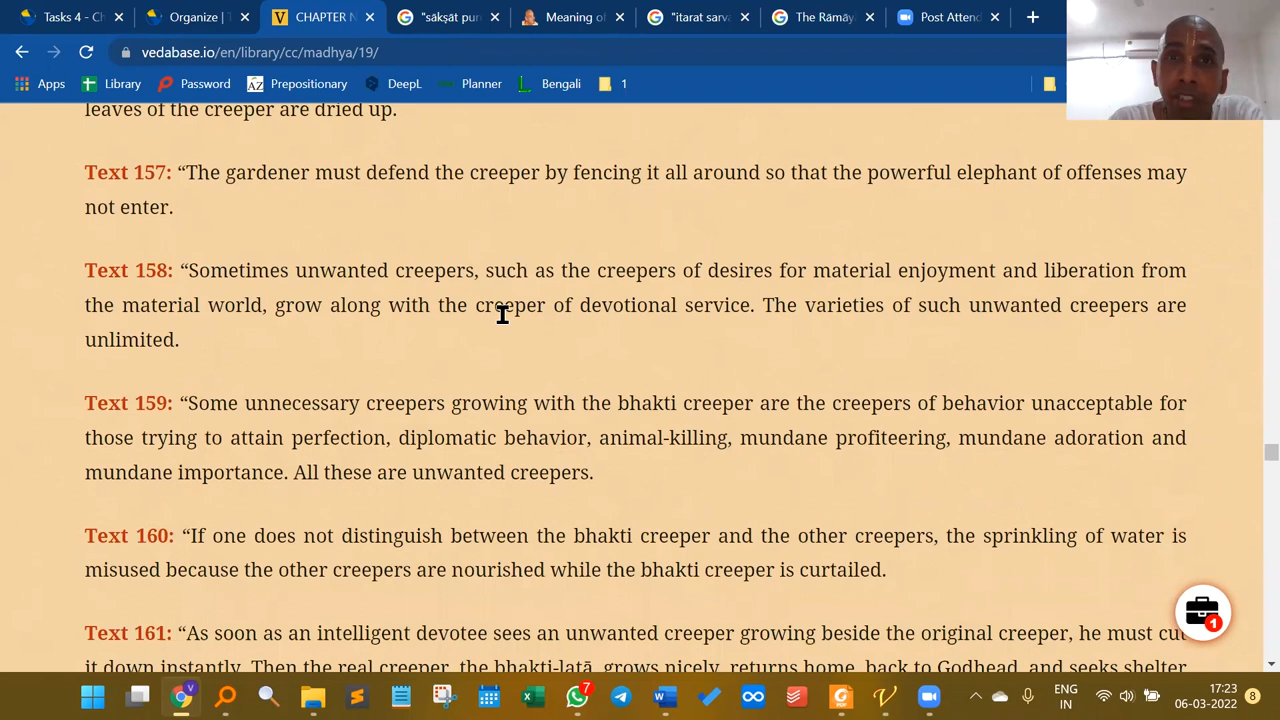 Tasks 4 - Ch
Organize | T
CHAPTER N
"sākṣāt pur
Meaning of
"itarat sarva
The Rāmāy
Post Attend
vedabase.io/en/library/cc/madhya/19/
Apps
Library
Password
Prepositionary
DeepL
Planner
Bengali
1
leaves of the creeper are dried up.
Text 157: “The gardener must defend the creeper by fencing it all around so that the powerful elephant of offenses may
not enter.
Text 158: “Sometimes unwanted creepers, such as the creepers of desires for material enjoyment and liberation from
the material world, grow along with the creeper of devotional service. The varieties of such unwanted creepers are
unlimited.
Text 159: “Some unnecessary creepers growing with the bhakti creeper are the creepers of behavior unacceptable for
those trying to attain perfection, diplomatic behavior, animal-killing, mundane profiteering, mundane adoration and
mundane importance. All these are unwanted creepers.
Text 160: “If one does not distinguish between the bhakti creeper and the other creepers, the sprinkling of water is
misused because the other creepers are nourished while the bhakti creeper is curtailed.
1
Text 161: “As soon as an intelligent devotee sees an unwanted creeper growing beside the original creeper, he must cut
it down instantly. Then the real creeper, the bhakti-latā, grows nicely, returns home, back to Godhead, and seeks shelter
7
ENG
IN
17:23
06-03-2022
8